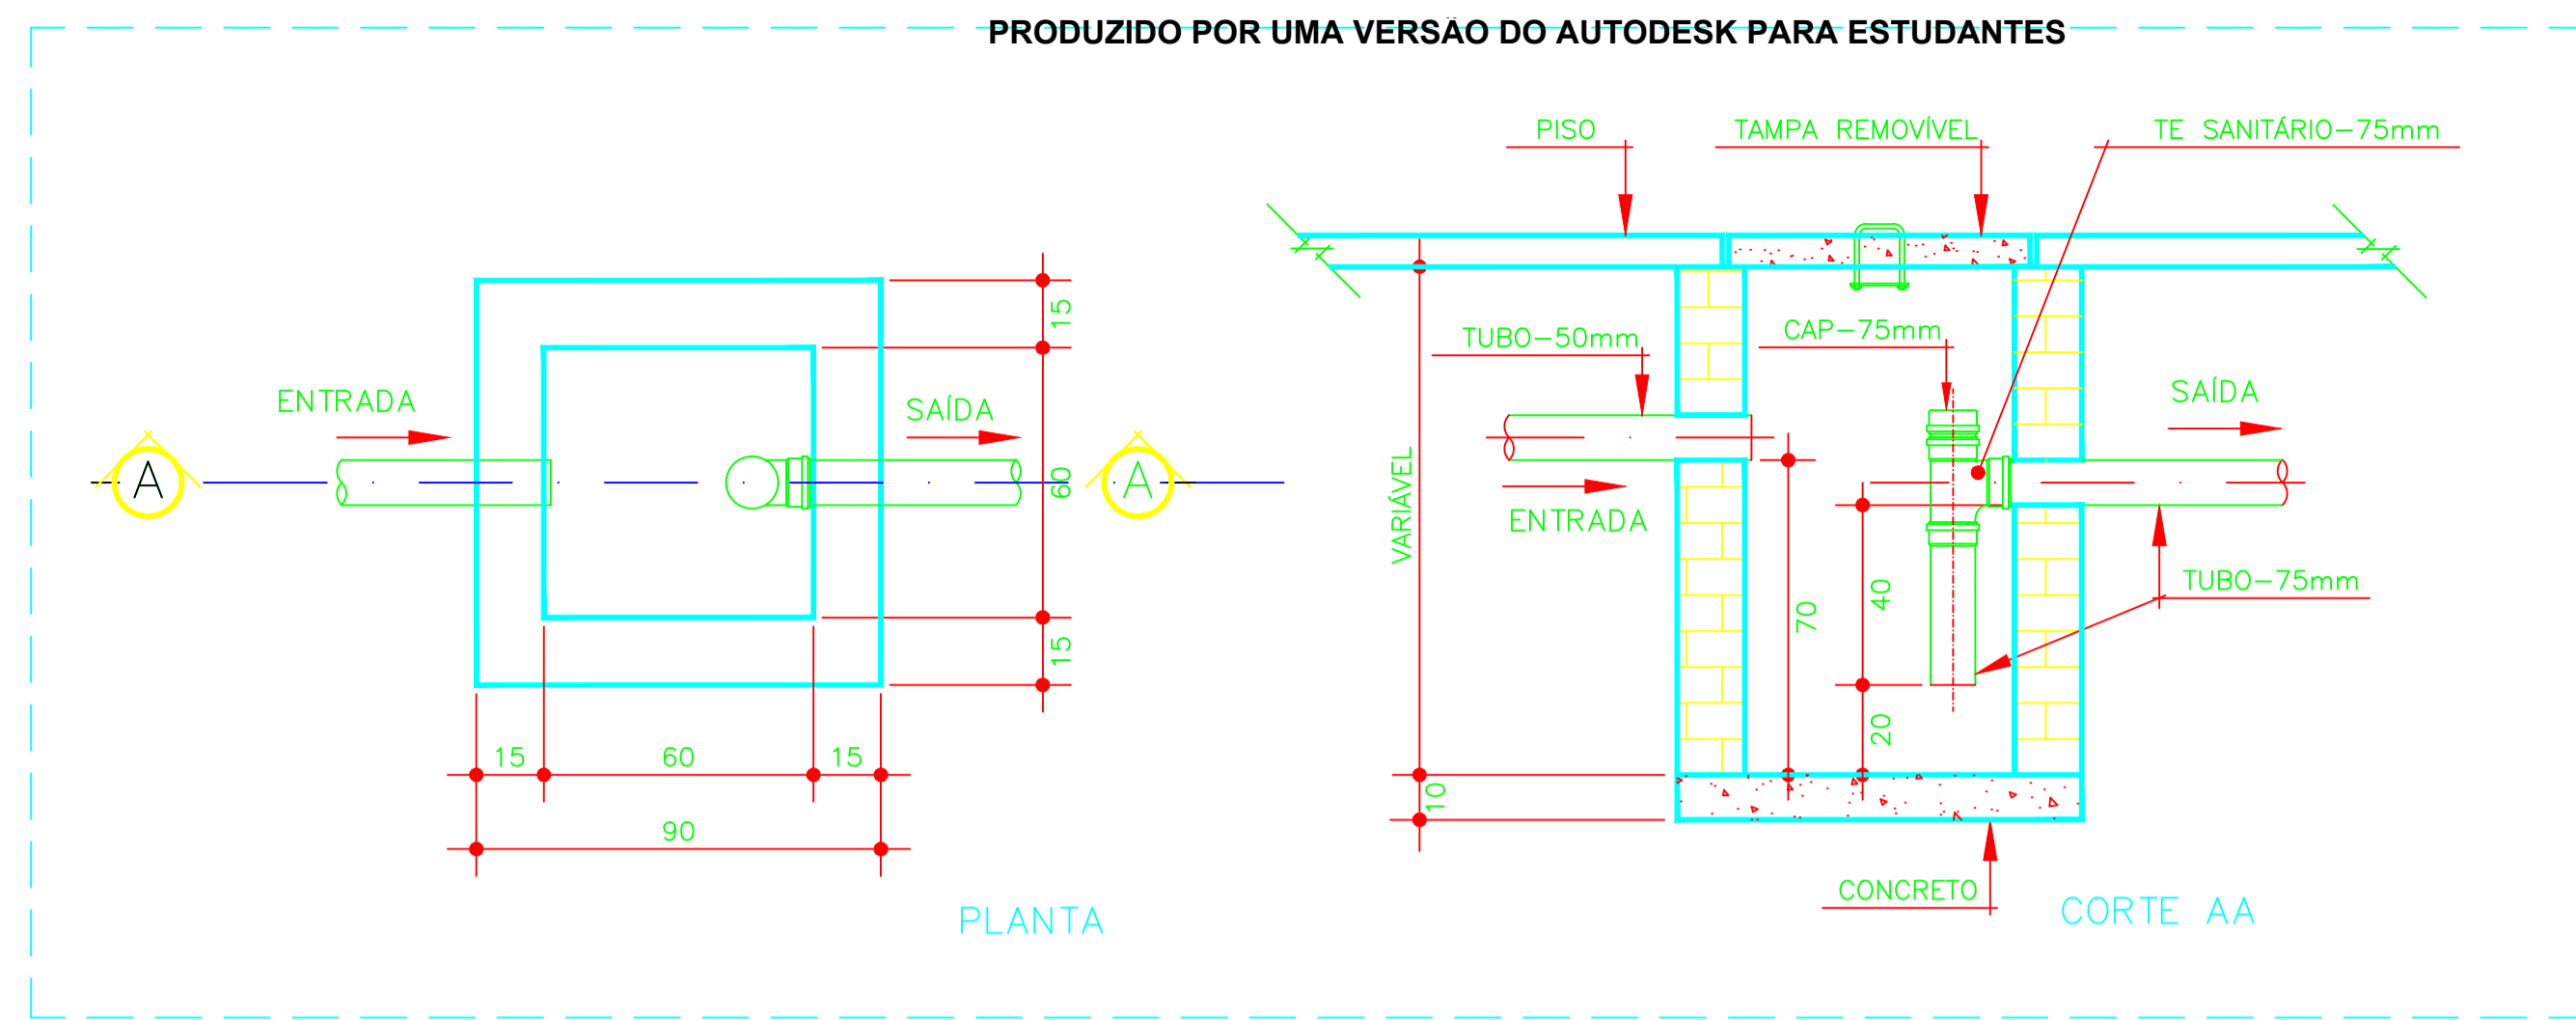 PRODUZIDO POR UMA VERSÃO DO AUTODESK PARA ESTUDANTES
PISO
TAMPA REMOVÍVEL
TE SANITÁRIO-75mm
15
TUBO-50mm
CAP-75mm
ENTRADA
SAÍDA
SAÍDA
A
60
A
VARIÁVEL
ENTRADA
TUBO-75mm
40
70
15
20
15
60
15
10
90
CONCRETO
PLANTA
CORTE AA